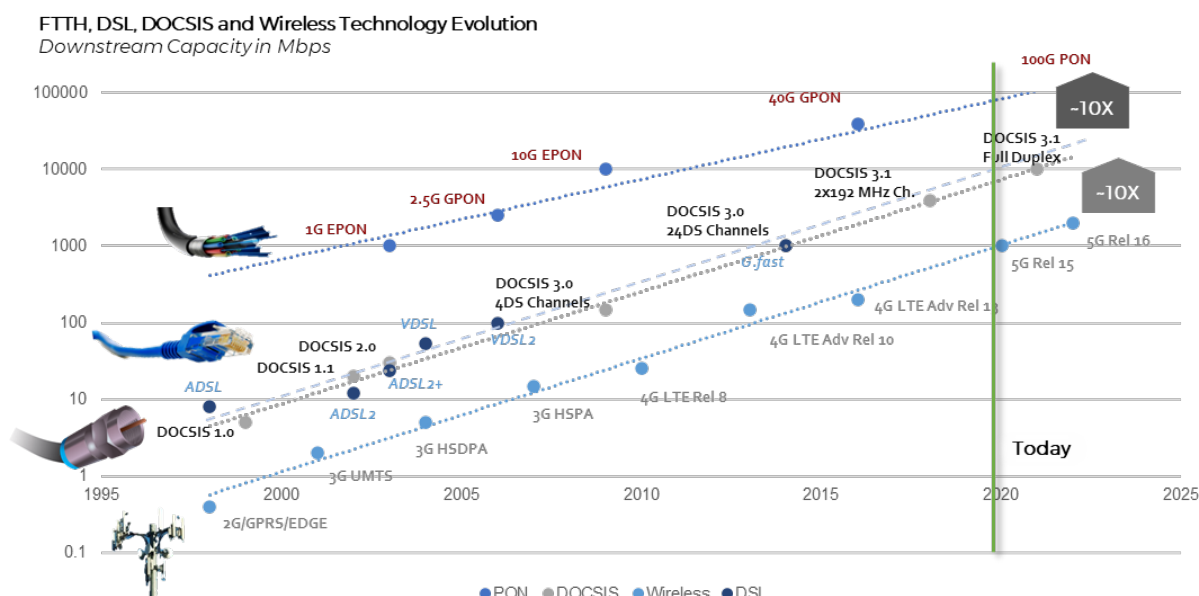 FTTH, DSL, DOCSIS and Wireless Technology Evolution
Downstream Capacity in Mbps
100G PON
100000
40G GPON
~10X
DOCSIS 3.1
Full Duplex
10G EPON
10000
DOCSIS 3.1
2x192 MHz Ch.
~10X
2.5G GPON
DOCSIS 3.0
24DS Channels
1G EPON
1000
G.fast
5G Rel 16
5G Rel 15
DOCSIS 3.0
4DS Channels
4G LTE Adv Rel 13
100
VDSL
VDSL2
4G LTE Adv Rel 10
DOCSIS 2.0
DOCSIS 1.1
ADSL
ADSL2+
4G LTE Rel 8
10
ADSL2
3G HSPA
DOCSIS 1.0
3G HSDPA
Today
1
3G UMTS
1995
2000
2005
2010
2015
2020
2025
2G/GPRS/EDGE
0.1
PON
DOCSIS
Wireless
DSL